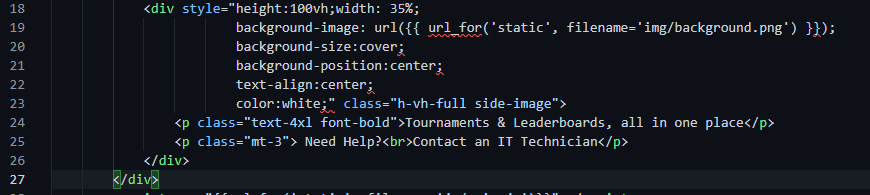 18 <div style="height:100vh;width: 35%;
19 background-image: url({{ url_for('static', filename='img/background.png') }});
20 background-size:cover;
21 background-position:center;
22 text-align:center;
23 color:white;" class="h-vh-full side-image">
24 <p class="text-4xl font-bold">Tournaments & Leaderboards, all in one place</p>
25 <p class="mt-3"> Need Help?<br>Contact an IT Technician</p>
26 </div>
27 </div>